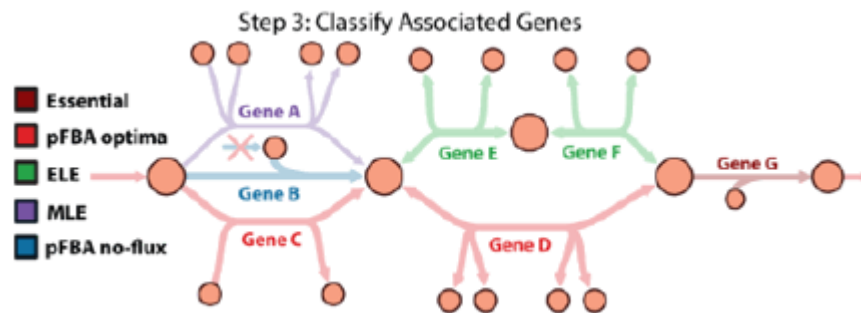 Step 3: Classify Associated Genes
Essential
pFBA optima
ELE
MLE
pFBA no-flux
Gene A
Gene B
Gene C
Gene E
Gene F
Gene D
Gene G